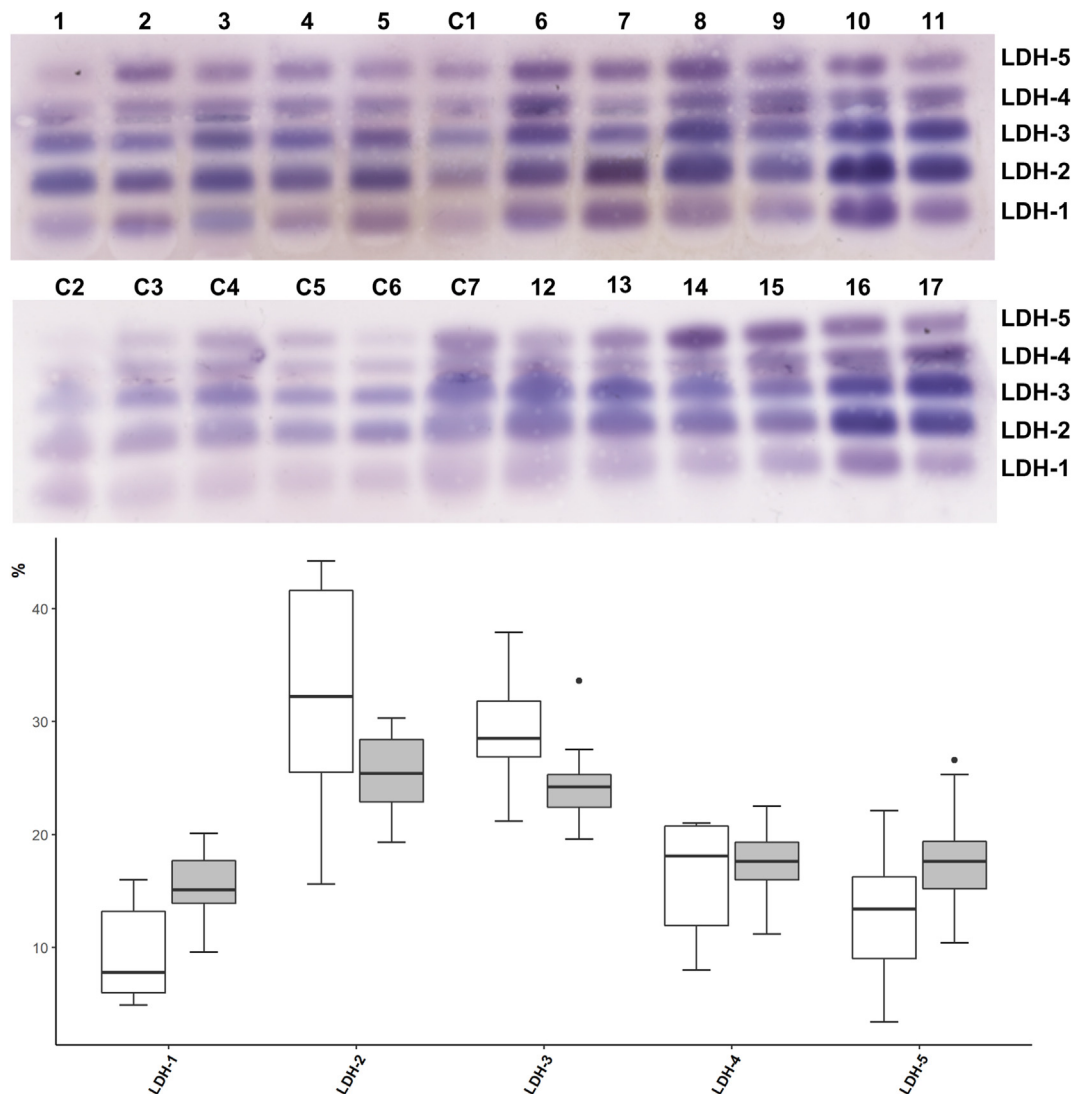 1 2 3 4 5 C1 6 7 8 9 10 11
LDH-5
LDH-4
LDH-3
LDH-2
LDH-1
C2 C3 C4 C5 C6 C7 12 13 14 15 16 17
LDH-5
LDH-4
LDH-3
LDH-2
LDH-1
%
40
30
20
10
LDH-1 LDH-2 LDH-3 LDH-4 LDH-5